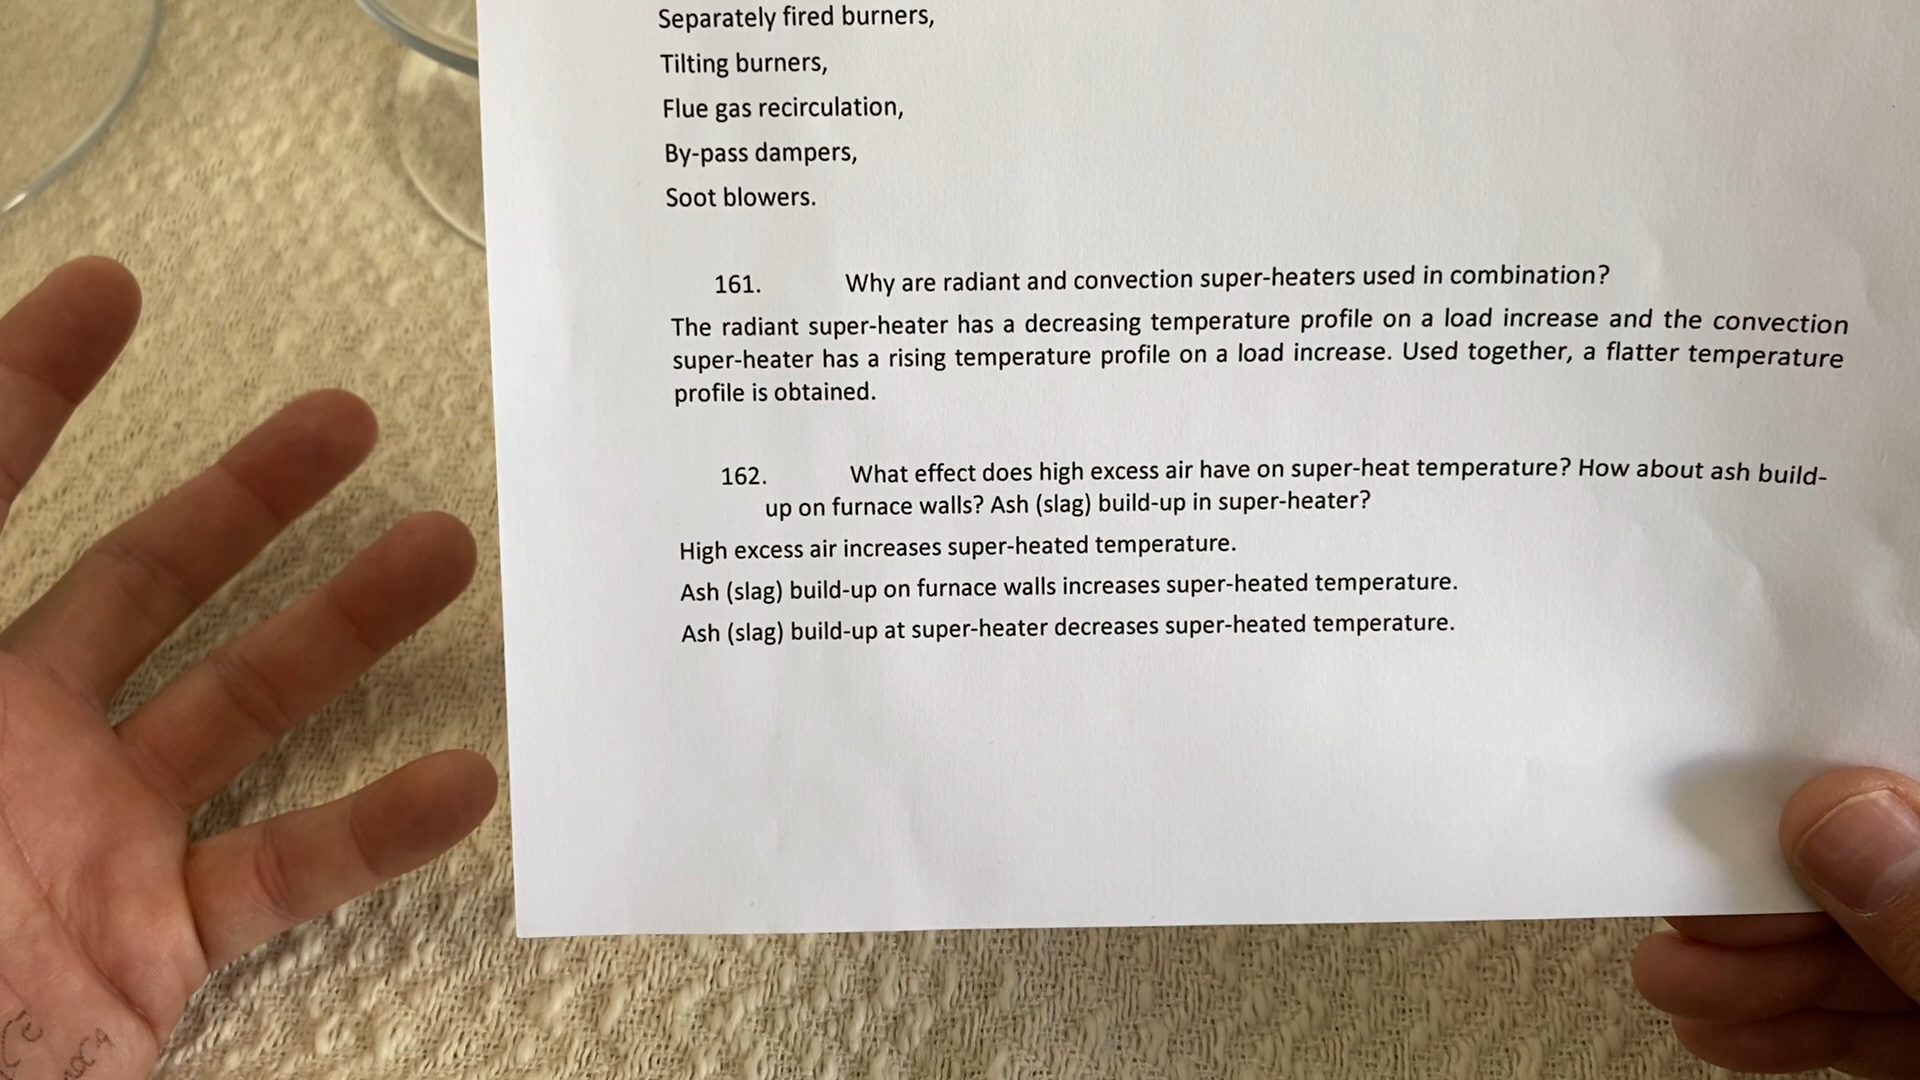 Separately fired burners,
Tilting burners,
Flue gas recirculation,
By-pass dampers,
Soot blowers.
161. Why are radiant and convection super-heaters used in combination?
The radiant super-heater has a decreasing temperature profile on a load increase and the convection
super-heater has a rising temperature profile on a load increase. Used together, a flatter temperature
profile is obtained.
162. What effect does high excess air have on super-heat temperature? How about ash build-
up on furnace walls? Ash (slag) build-up in super-heater?
High excess air increases super-heated temperature.
Ash (slag) build-up on furnace walls increases super-heated temperature.
Ash (slag) build-up at super-heater decreases super-heated temperature.